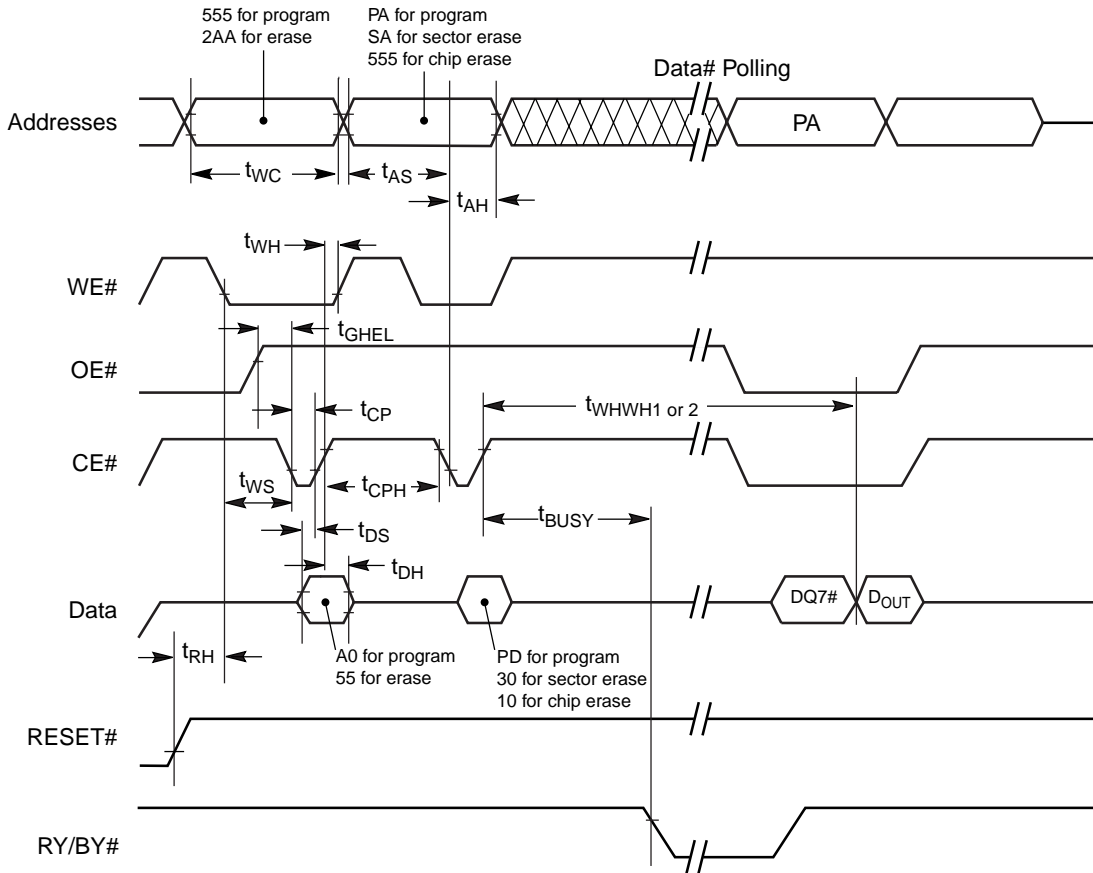 555 for program
2AA for erase
PA for program
SA for sector erase
555 for chip erase
Data# Polling
Addresses
PA
tWC
tAS
tAH
tWH
WE#
tGHEL
OE#
tCP
tWHWH1 or 2
CE#
tWS
tCPH
tBUSY
tDS
tDH
Data
DQ7#
DOUT
A0 for program
55 for erase
PD for program
30 for sector erase
10 for chip erase
tRH
RESET#
RY/BY#